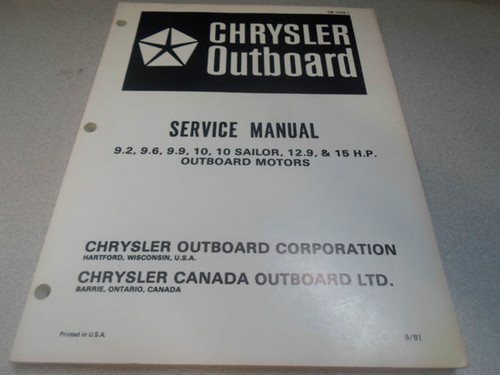 CHRYSLER
Outboard
SERVICE MANUAL
9.2, 9.6, 9.9, 10, 10 SAILOR, 12.9, & 15 H.P.
OUTBOARD MOTORS
CHRYSLER OUTBOARD CORPORATION
HARTFORD, WISCONSIN, U.S.A.
CHRYSLER CANADA OUTBOARD LTD.
BARRIE, ONTARIO, CANADA
Printed in U.S.A.
9/81